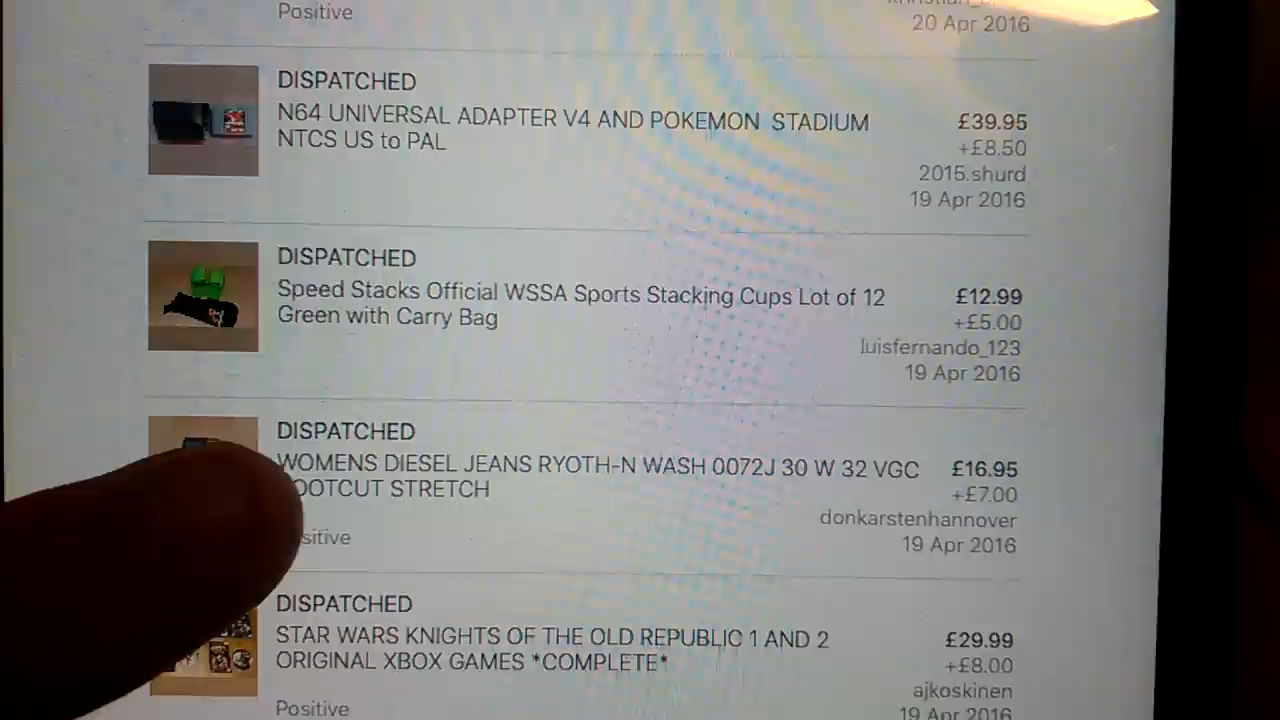 Positive
20 Apr 2016
DISPATCHED
N64 UNIVERSAL ADAPTER V4 AND POKEMON STADIUM
NTCS US to PAL
£39.95
+£8.50
2015.shurd
19 Apr 2016
DISPATCHED
Speed Stacks Official WSSA Sports Stacking Cups Lot of 12
Green with Carry Bag
£12.99
+£5.00
luisfernando_123
19 Apr 2016
DISPATCHED
WOMENS DIESEL JEANS RYOTH-N WASH 0072J 30 W 32 VGC
OOTCUT STRETCH
£16.95
+£7.00
sitive
donkarstenhannover
19 Apr 2016
DISPATCHED
STAR WARS KNIGHTS OF THE OLD REPUBLIC 1 AND 2
ORIGINAL XBOX GAMES *COMPLETE*
£29.99
+£8.00
ajkoskinen
Positive
19 Apr 2016